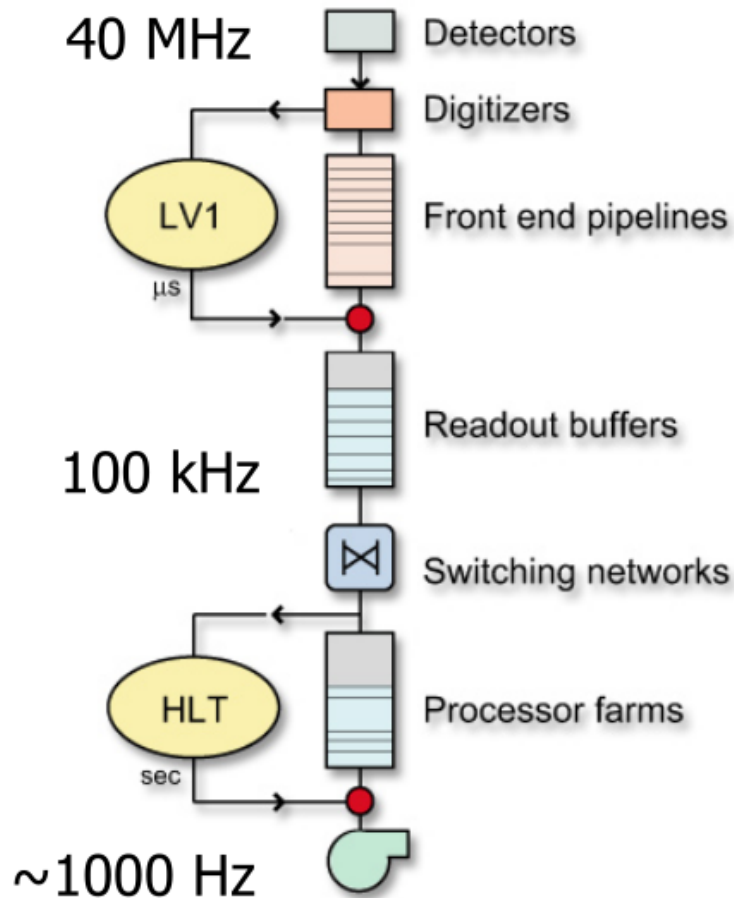 40 MHz
Detectors
Digitizers
LV1
Front end pipelines
μs
Readout buffers
100 kHz
Switching networks
HLT
Processor farms
sec
~1000 Hz